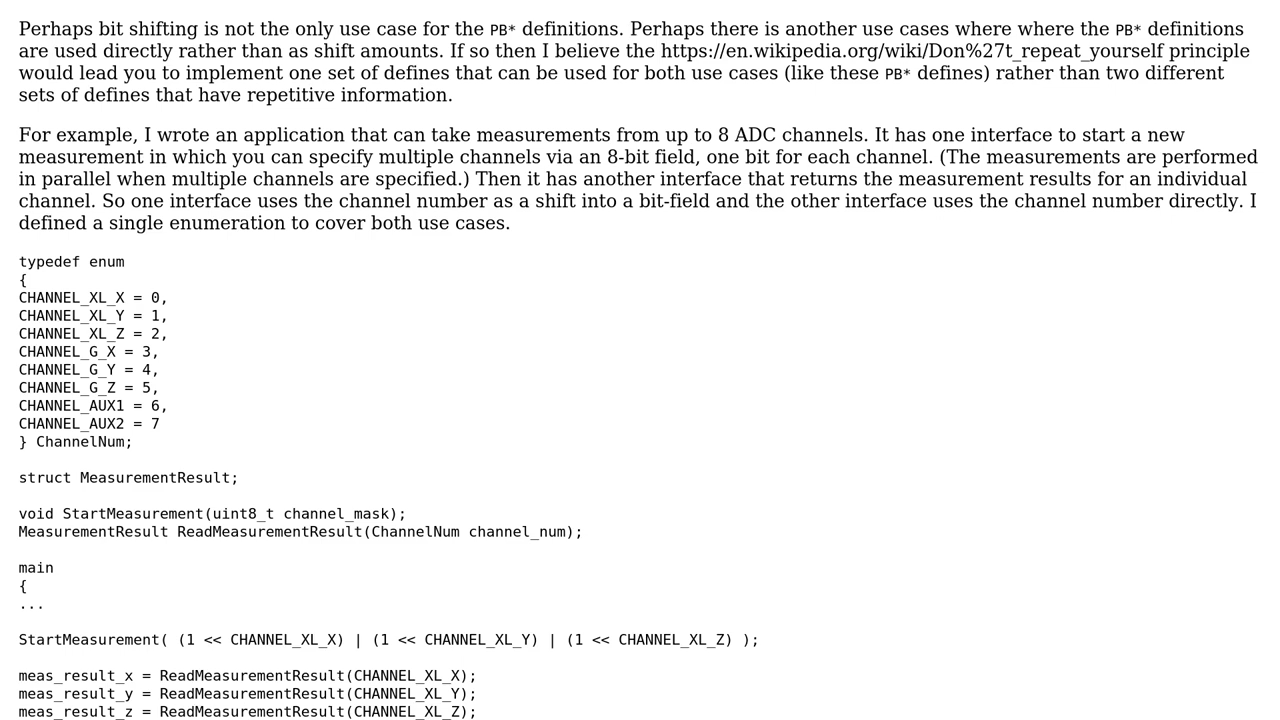 Perhaps bit shifting is not the only use case for the PB* definitions. Perhaps there is another use cases where where the PB* definitions
are used directly rather than as shift amounts. If so then I believe the https://en.wikipedia.org/wiki/Don%27t_repeat_yourself principle
would lead you to implement one set of defines that can be used for both use cases (like these PB* defines) rather than two different
sets of defines that have repetitive information.
For example, I wrote an application that can take measurements from up to 8 ADC channels. It has one interface to start a new
measurement in which you can specify multiple channels via an 8-bit field, one bit for each channel. (The measurements are performed
in parallel when multiple channels are specified.) Then it has another interface that returns the measurement results for an individual
channel. So one interface uses the channel number as a shift into a bit-field and the other interface uses the channel number directly. I
defined a single enumeration to cover both use cases.
typedef enum
{
CHANNEL_XL_X = 0,
CHANNEL_XL_Y = 1,
CHANNEL_XL_Z = 2,
CHANNEL_G_X = 3,
CHANNEL_G_Y = 4,
CHANNEL_G_Z = 5,
CHANNEL_AUX1 = 6,
CHANNEL_AUX2 = 7
} ChannelNum;
struct MeasurementResult;
void StartMeasurement(uint8_t channel_mask);
MeasurementResult ReadMeasurementResult(ChannelNum channel_num);
main
{
...
StartMeasurement( (1 << CHANNEL_XL_X) | (1 << CHANNEL_XL_Y) | (1 << CHANNEL_XL_Z) );
meas_result_x = ReadMeasurementResult(CHANNEL_XL_X);
meas_result_y = ReadMeasurementResult(CHANNEL_XL_Y);
meas_result_z = ReadMeasurementResult(CHANNEL_XL_Z);